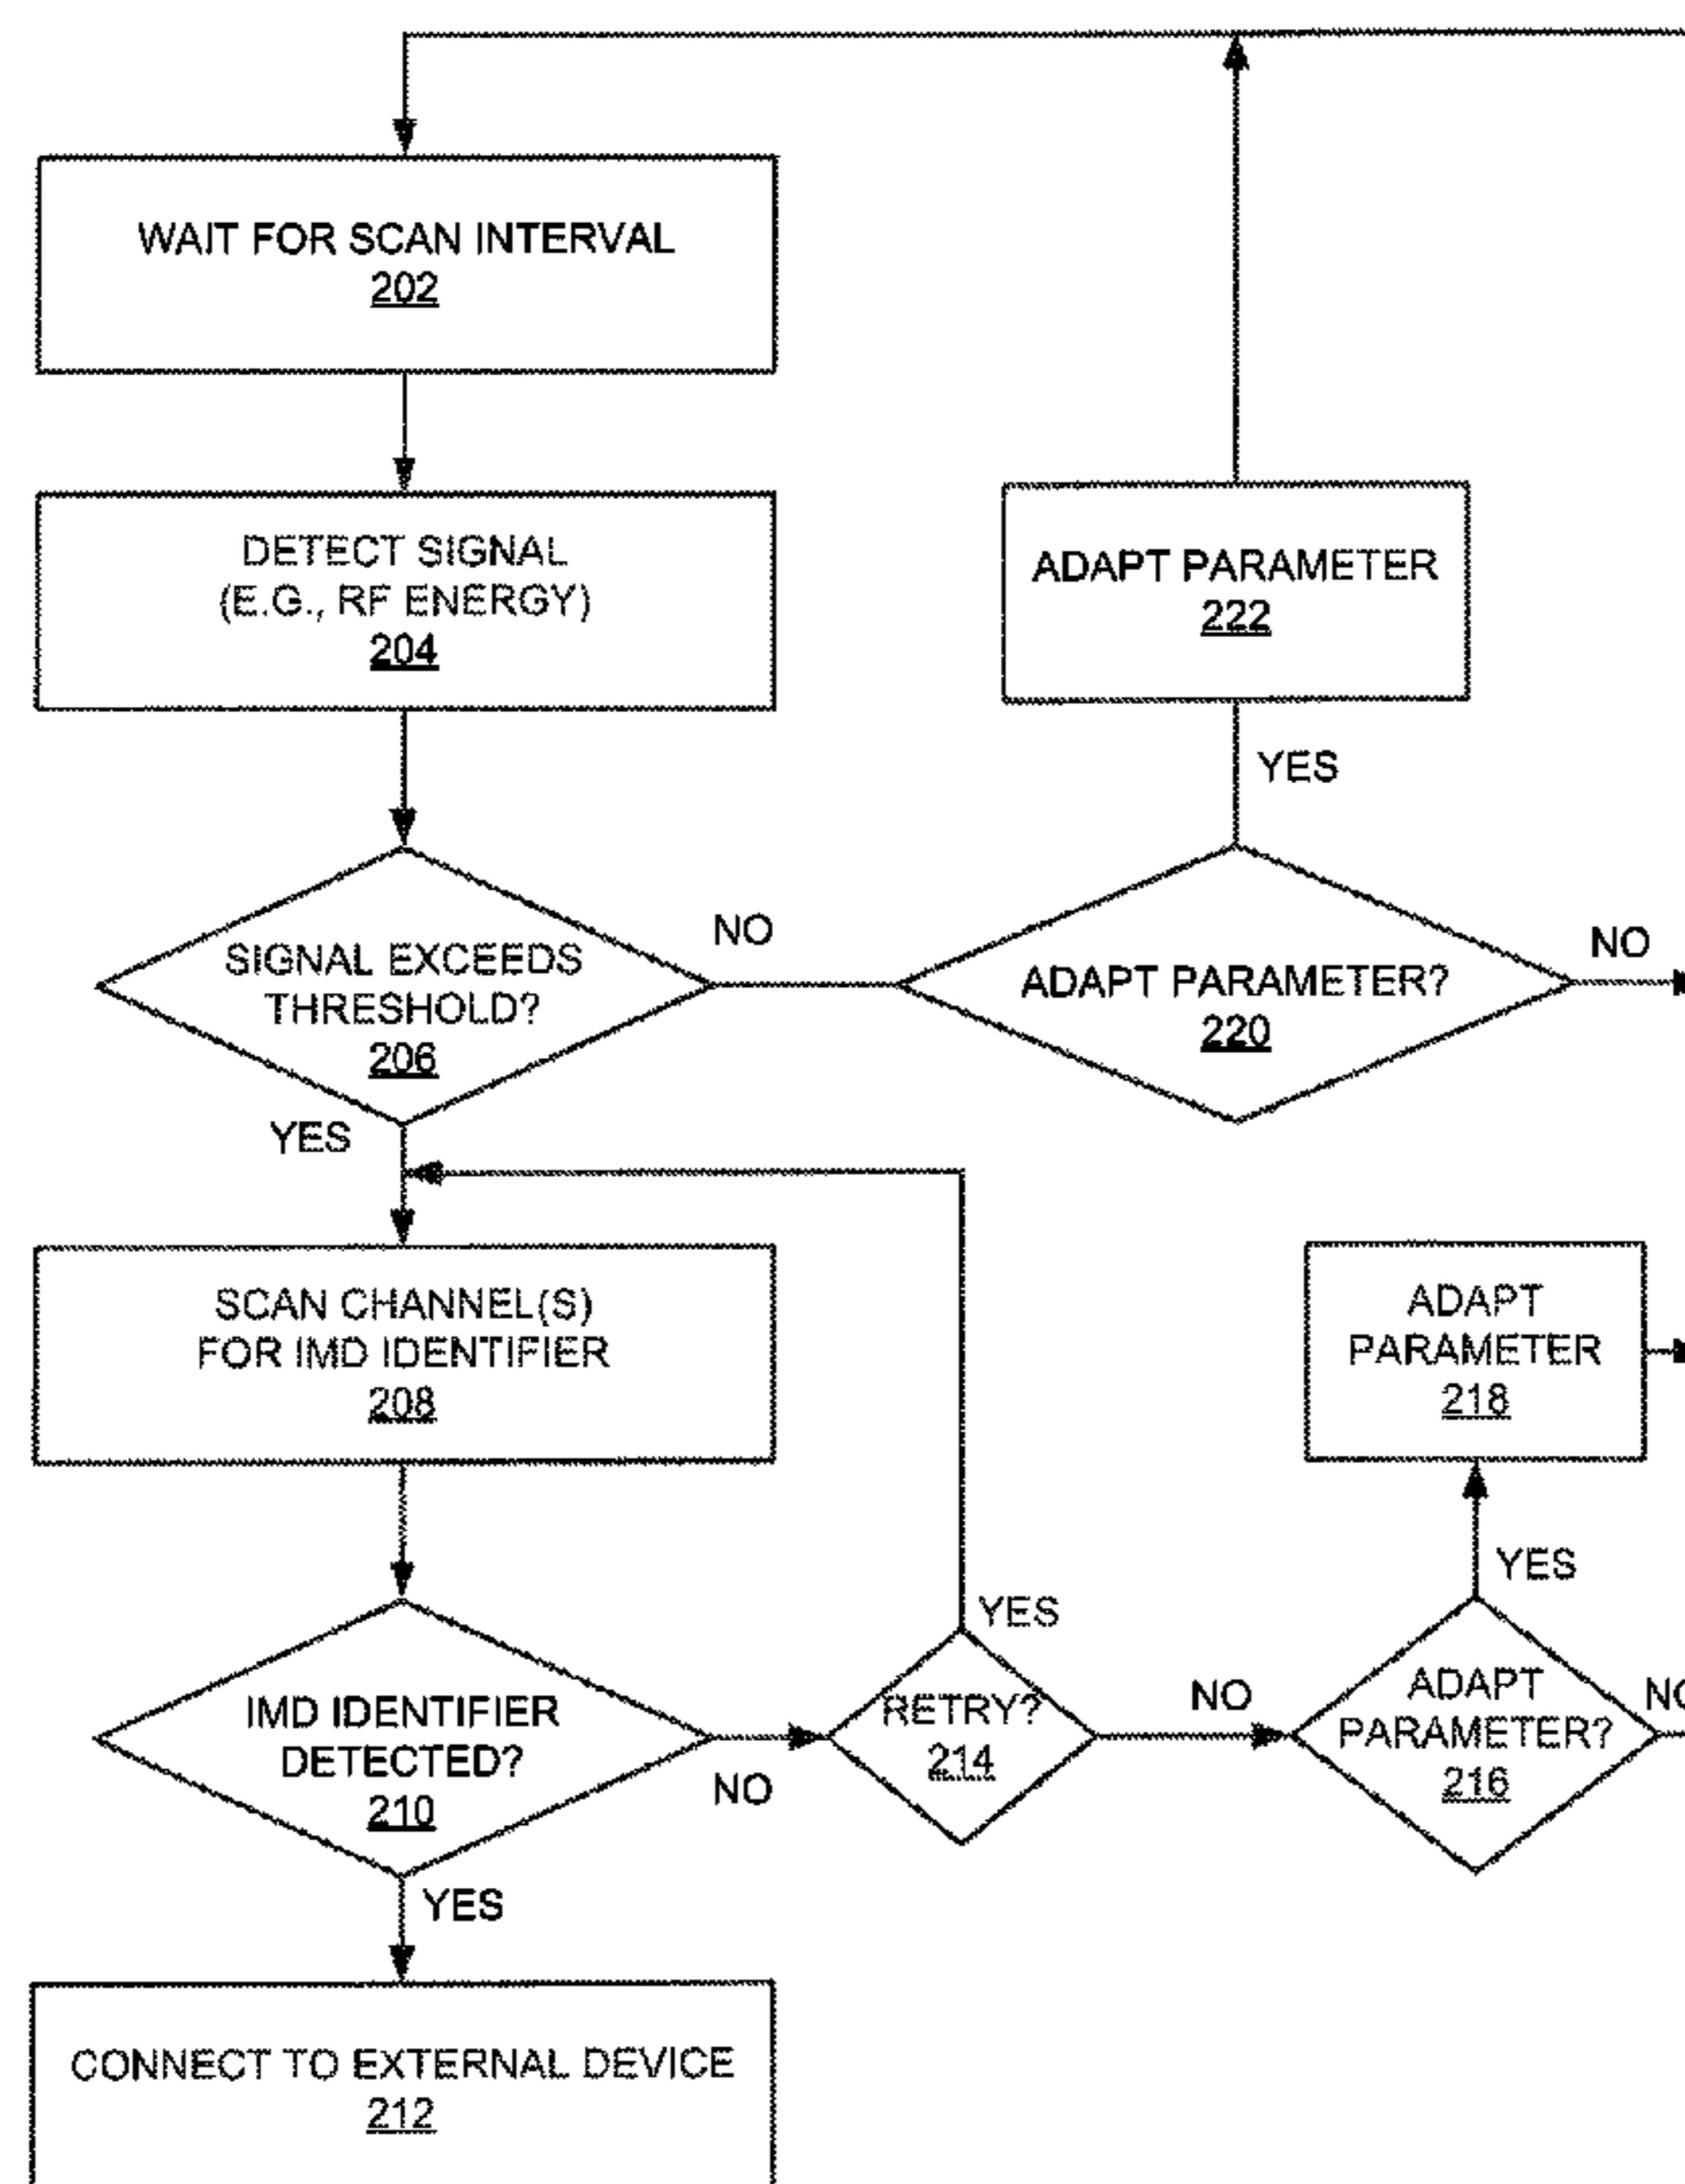 WAIT FOR SCAN INTERVAL
202
DETECT SIGNAL
(E.G., RF ENERGY)
204
ADAPT PARAMETER
222
YES
SIGNAL EXCEEDS
THRESHOLD?
206
NO
ADAPT PARAMETER?
220
NO
YES
SCAN CHANNEL(S)
FOR IMD IDENTIFIER
208
ADAPT
PARAMETER
218
YES
YES
IMD IDENTIFIER
DETECTED?
210
NO
RETRY?
214
NO
ADAPT
PARAMETER?
216
NO
YES
CONNECT TO EXTERNAL DEVICE
212